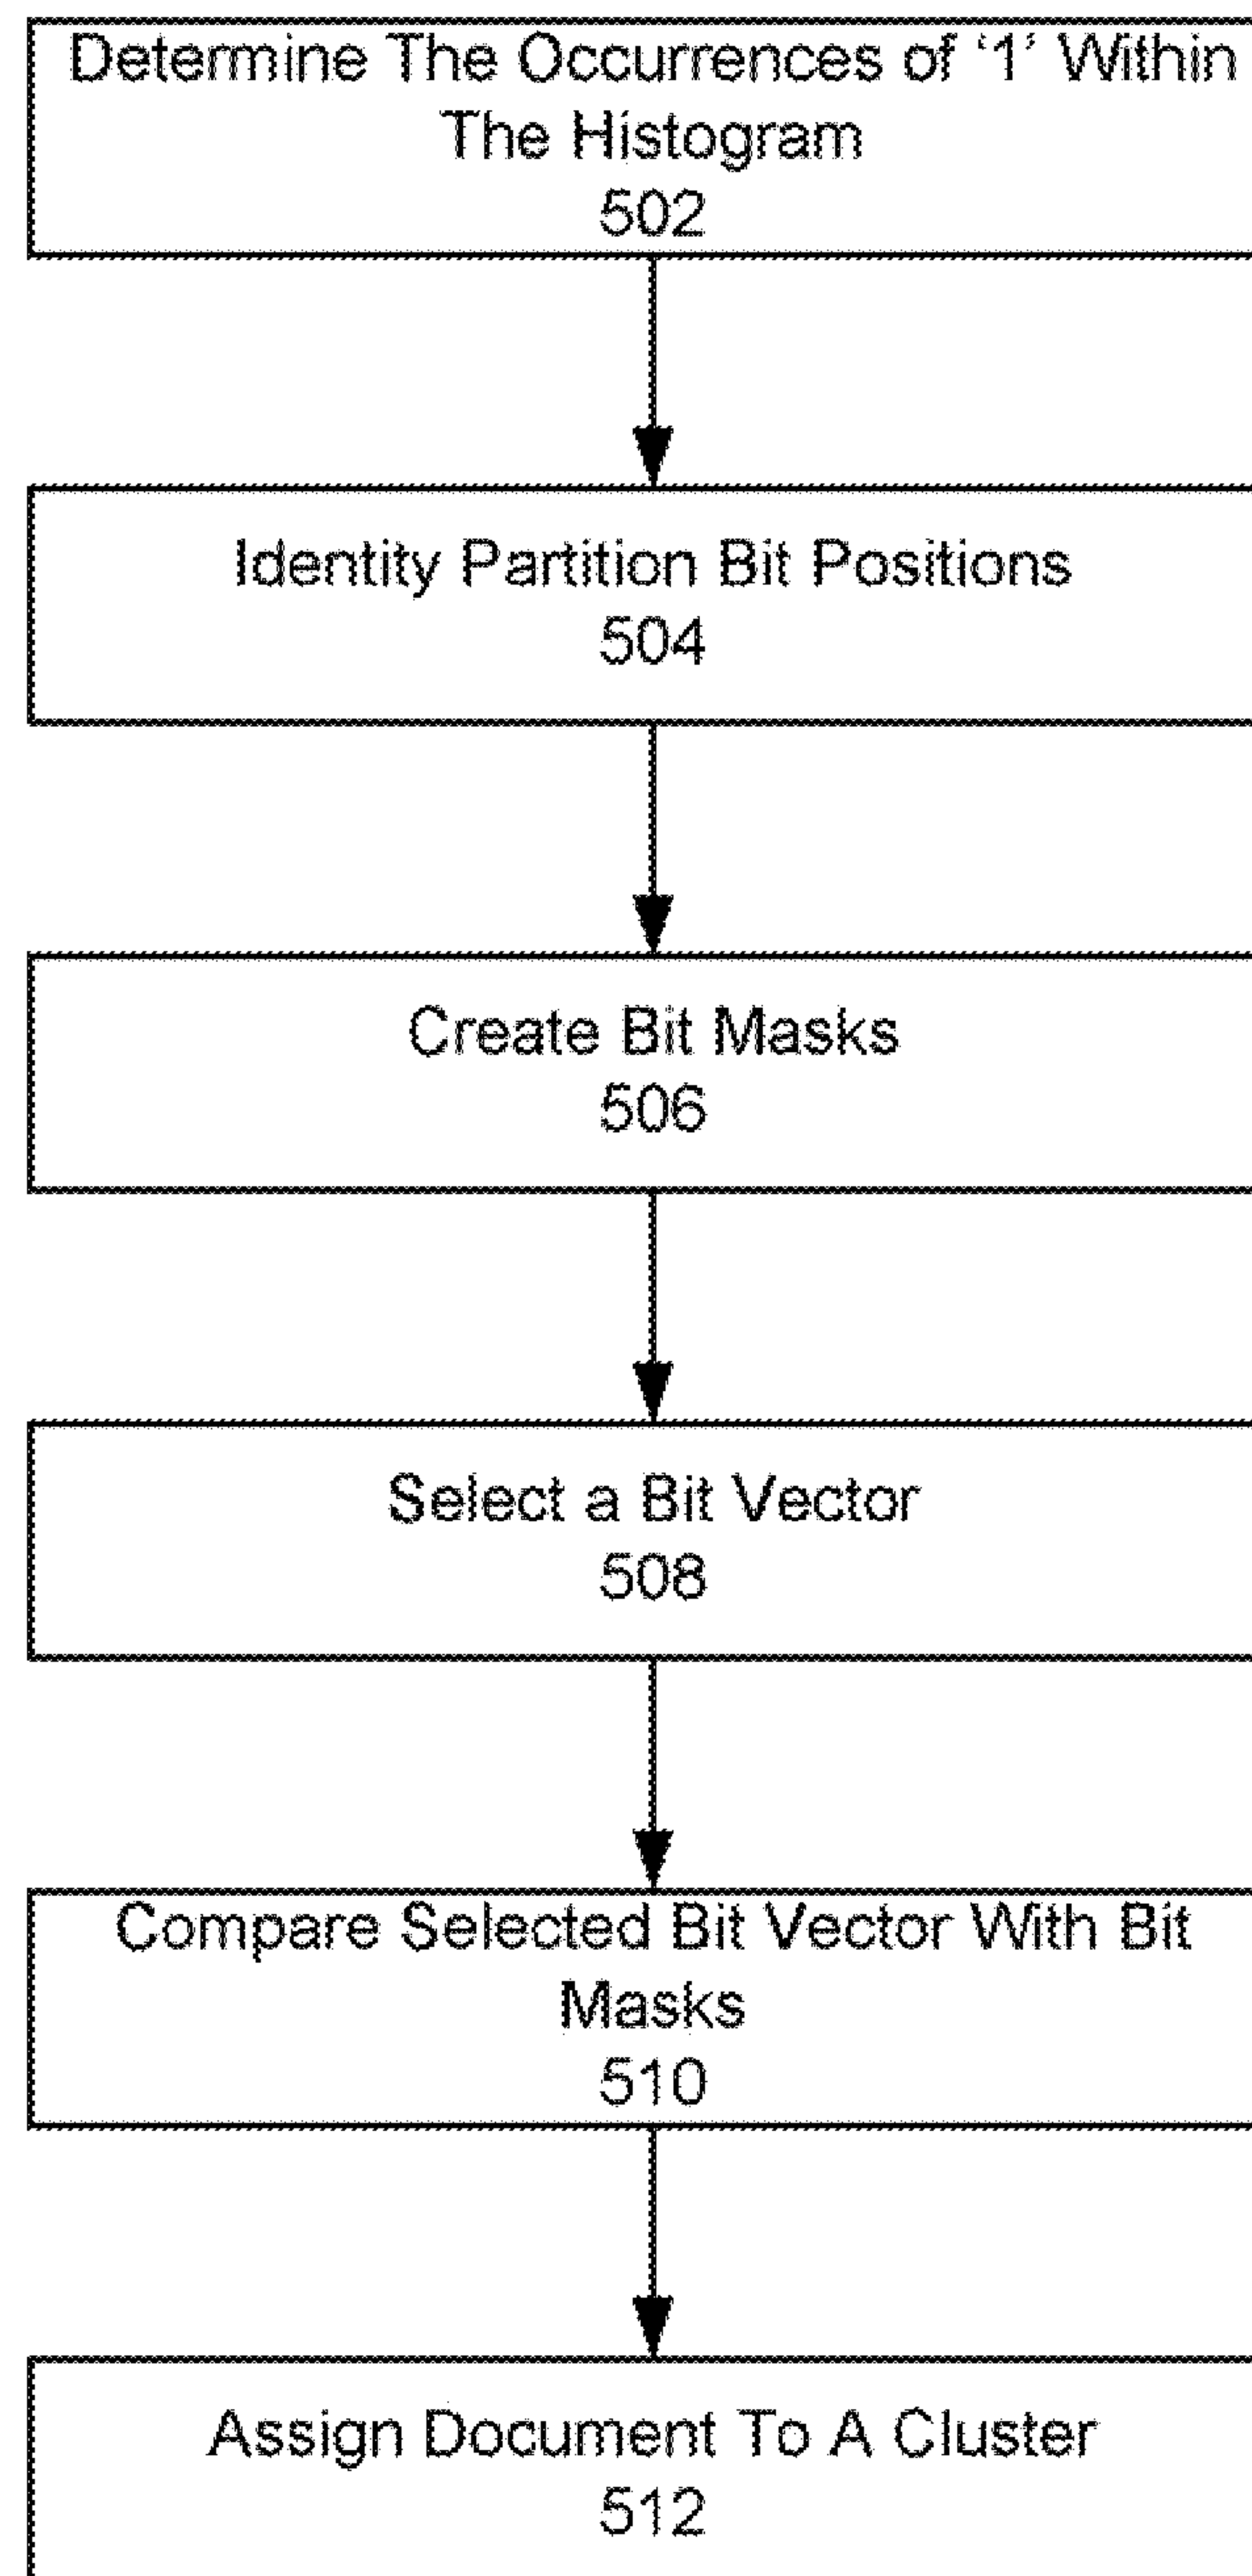 Determine The Occurrences of ‘1’ Within
The Histogram
502
Identity Partition Bit Positions
504
Create Bit Masks
506
Select a Bit Vector
508
Compare Selected Bit Vector With Bit
Masks
510
Assign Document To A Cluster
512